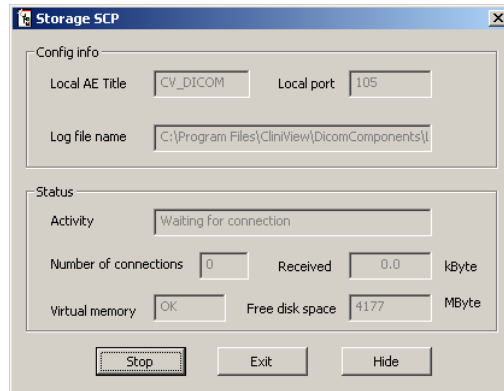 Storage SCP
Config info
Local AE Title CV_DICOM Local port 105
Log file name C:\Program Files\CliniView\DicomComponents\
Status
Activity Waiting for connection
Number of connections 0 Received 0.0 kByte
Virtual memory OK Free disk space 4177 MByte
Stop Exit Hide